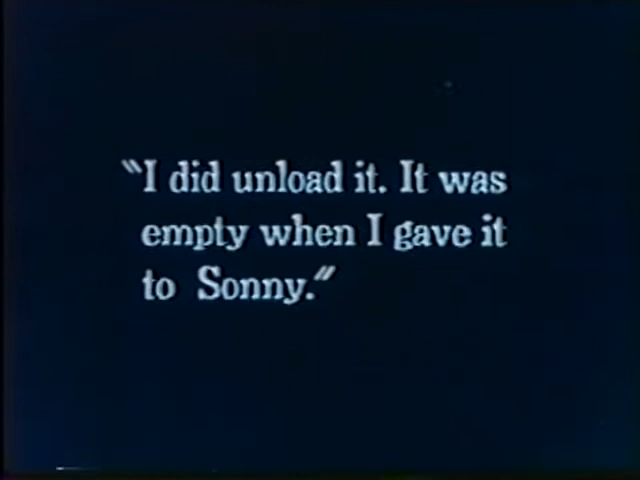 "I did unload it. It was
empty when I gave it
to Sonny."